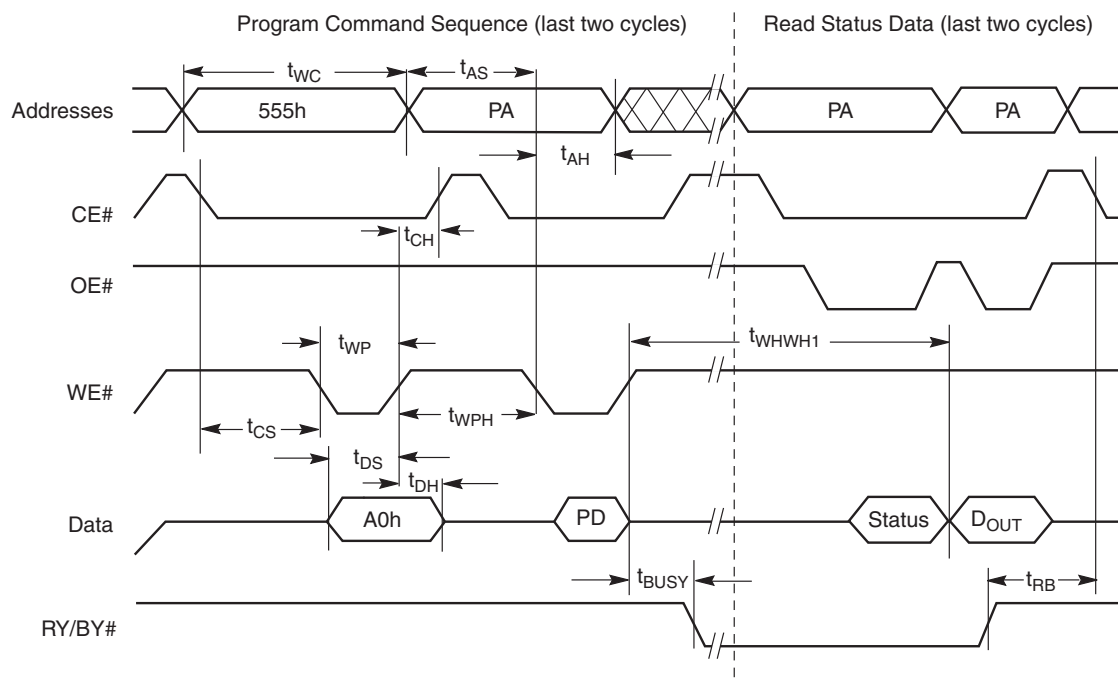 Program Command Sequence (last two cycles)
Read Status Data (last two cycles)
tWC
tAS
Addresses
555h
PA
PA
PA
tAH
CE#
tCH
OE#
tWP
tWHWH1
WE#
tCS
tWPH
tDS
tDH
Data
A0h
PD
Status
DOUT
tBUSY
tRB
RY/BY#